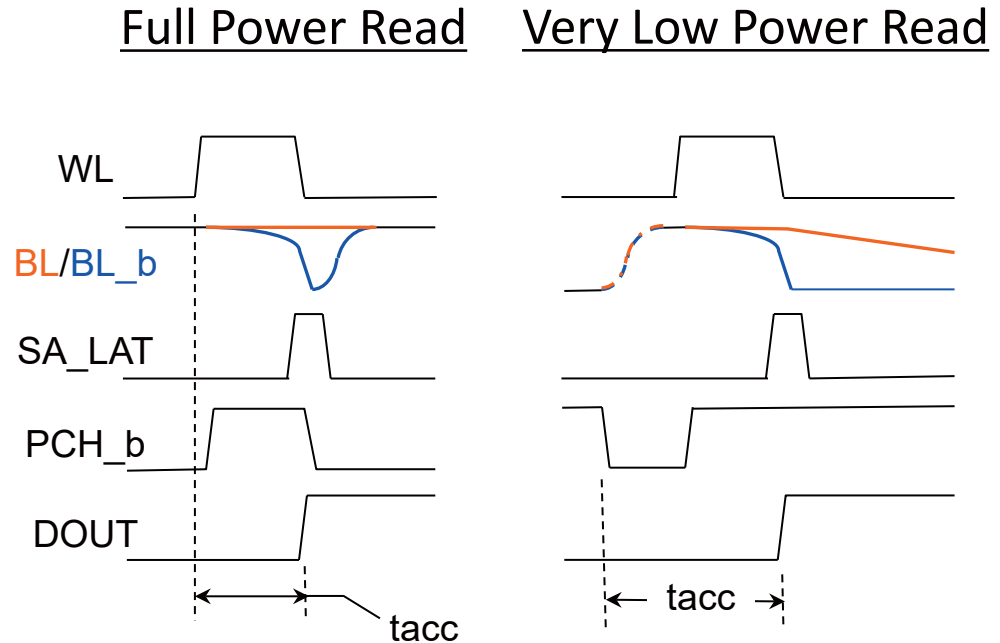 Full Power Read
Very Low Power Read
WL
BL/BL_b
SA_LAT
PCH_b
DOUT
tacc
tacc